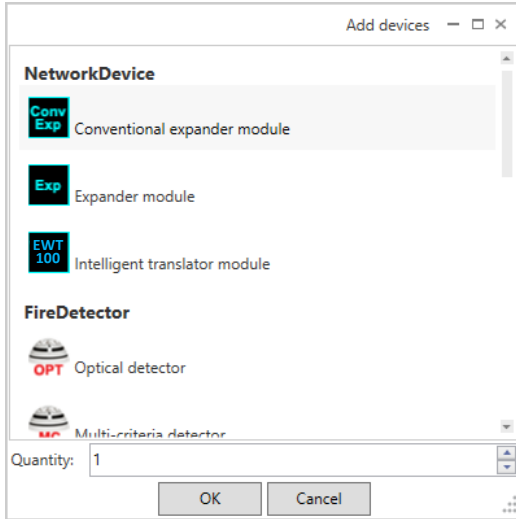 Add devices
NetworkDevice
Conv
Exp
Conventional expander module
Exp
Expander module
EWT
100
Intelligent translator module
FireDetector
OPT
Optical detector
MC
Multi-criteria detector
Quantity: 1
OK Cancel